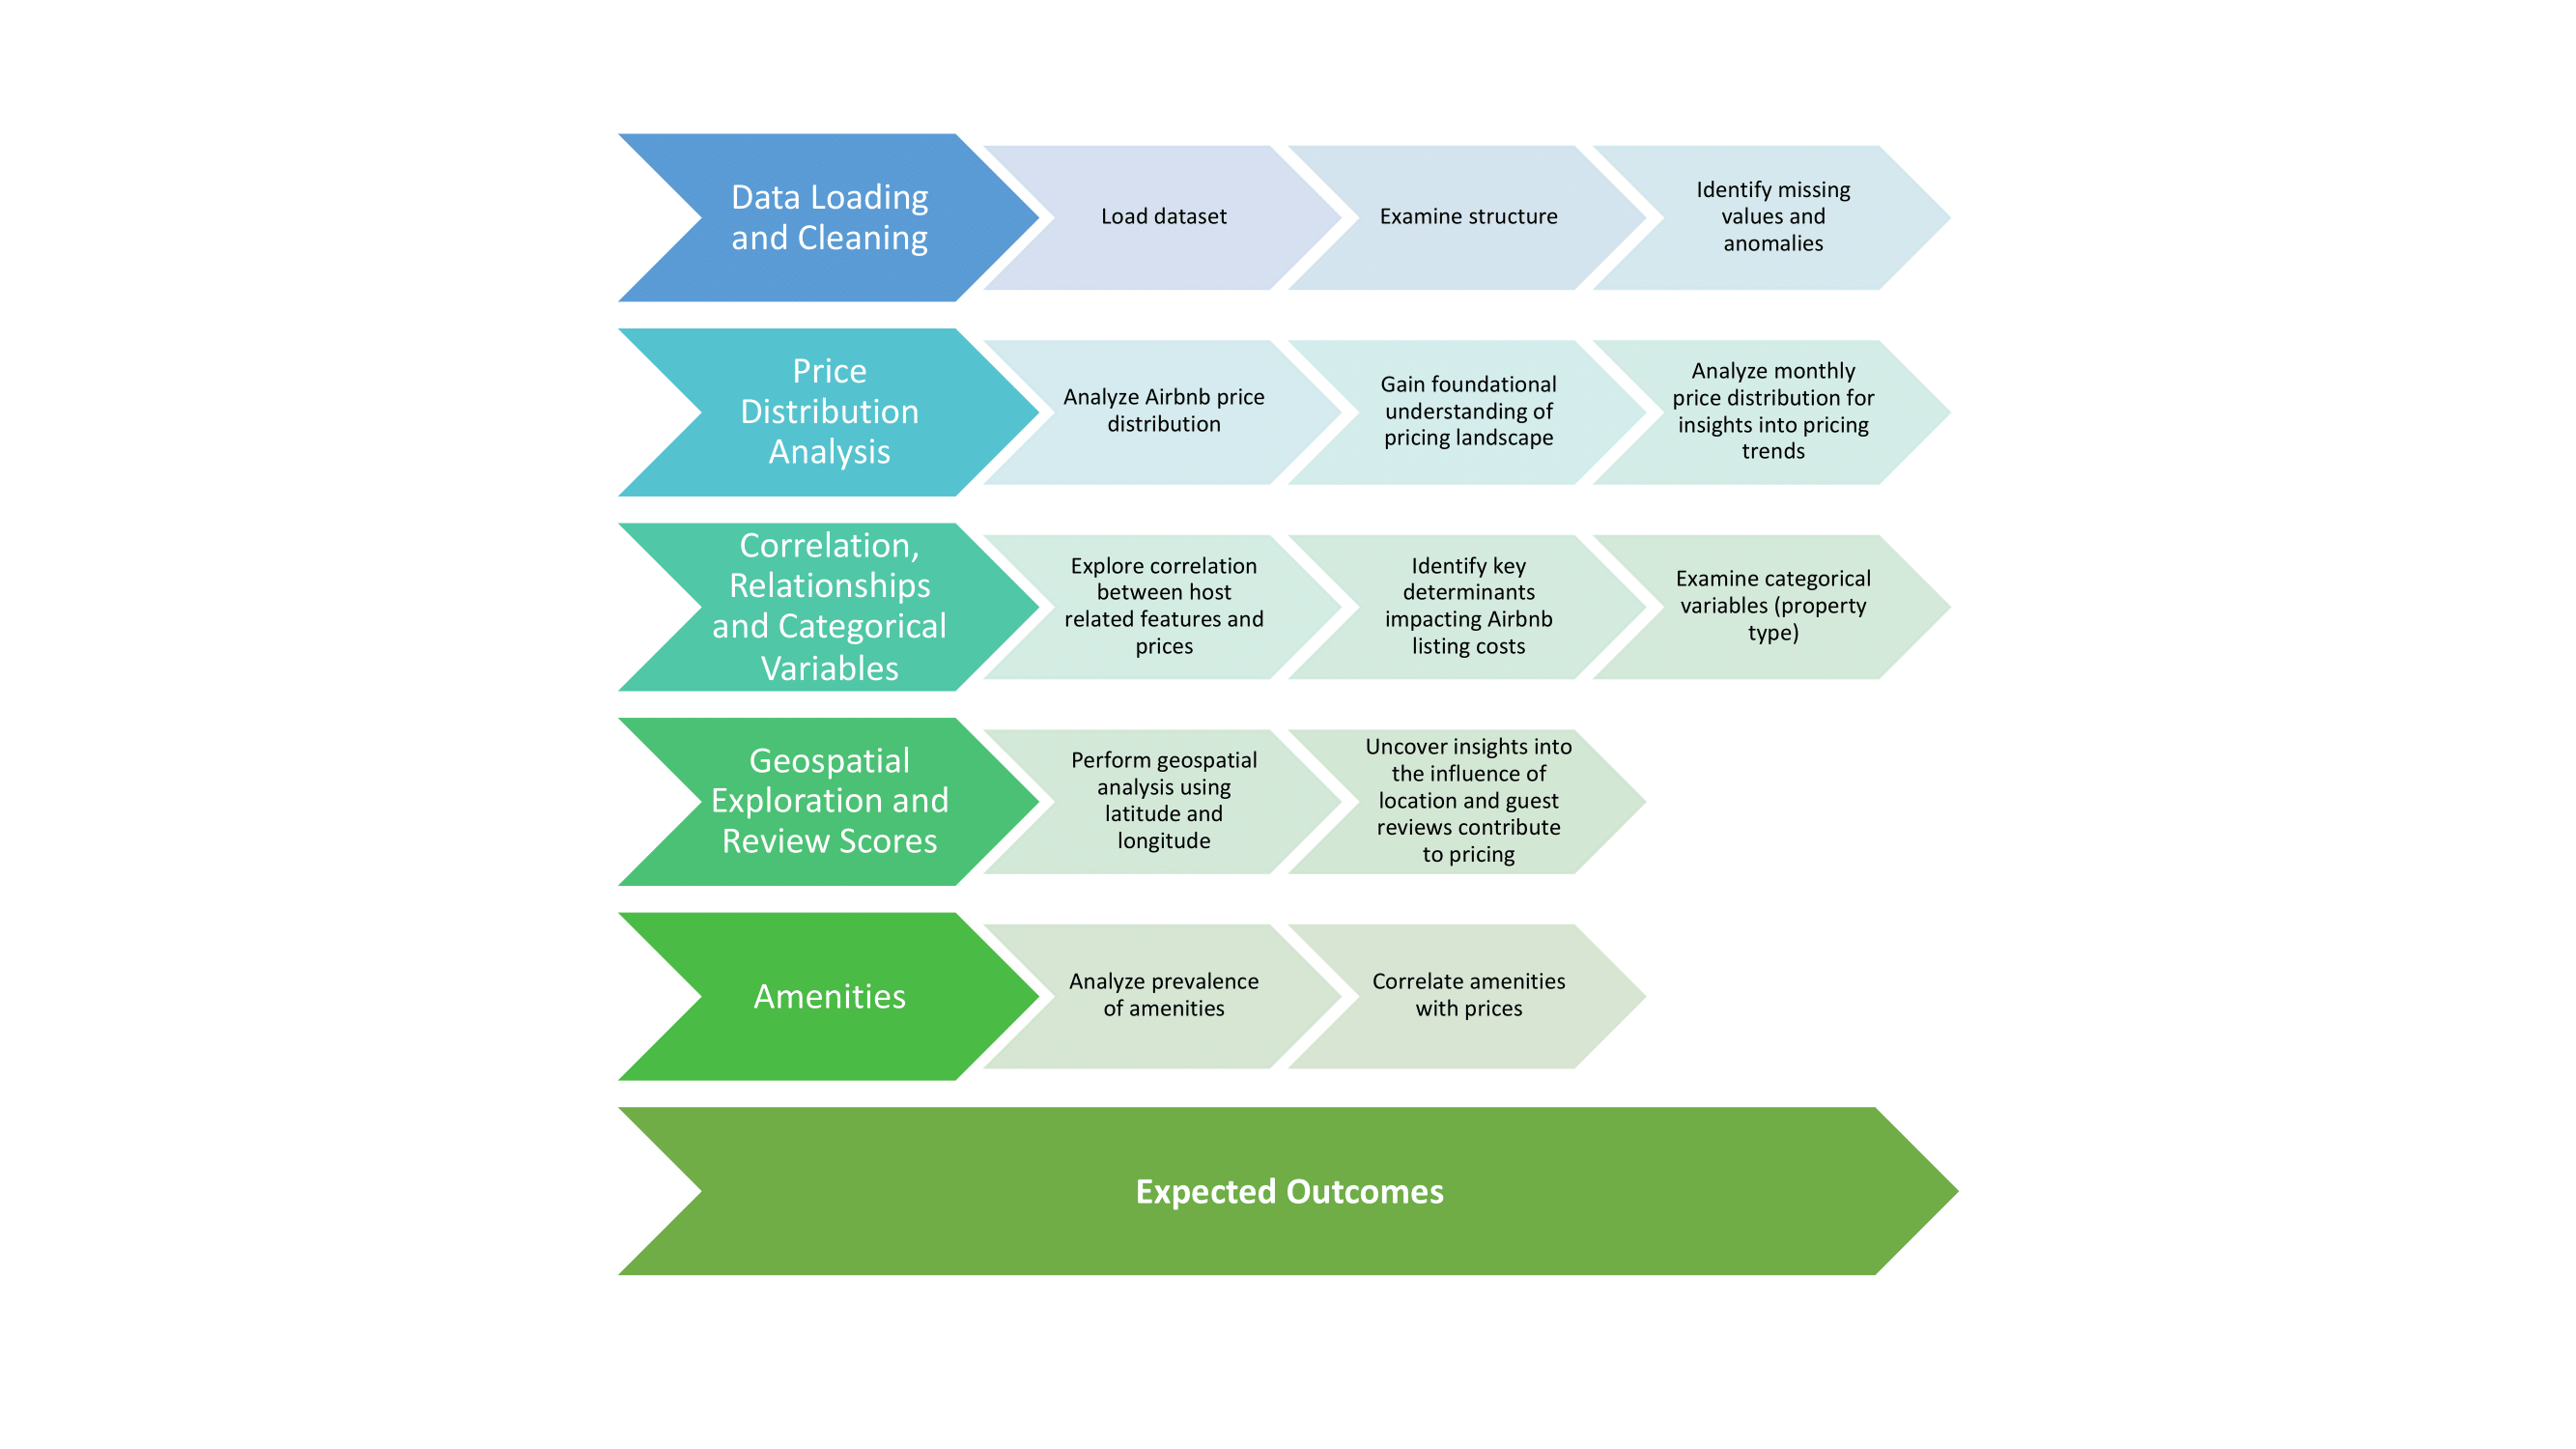 Data Loading
and Cleaning
Load dataset
Examine structure
Identify missing
values and
anomalies
Price
Distribution
Analysis
Analyze Airbnb price
distribution
Gain foundational
understanding of
pricing landscape
Analyze monthly
price distribution for
insights into pricing
trends
Correlation,
Relationships
and Categorical
Variables
Explore correlation
between host
related features and
prices
Identify key
determinants
impacting Airbnb
listing costs
Examine categorical
variables (property
type)
Geospatial
Exploration and
Review Scores
Perform geospatial
analysis using
latitude and
longitude
Uncover insights into
the influence of
location and guest
reviews contribute
to pricing
Amenities
Analyze prevalence
of amenities
Correlate amenities
with prices
Expected Outcomes